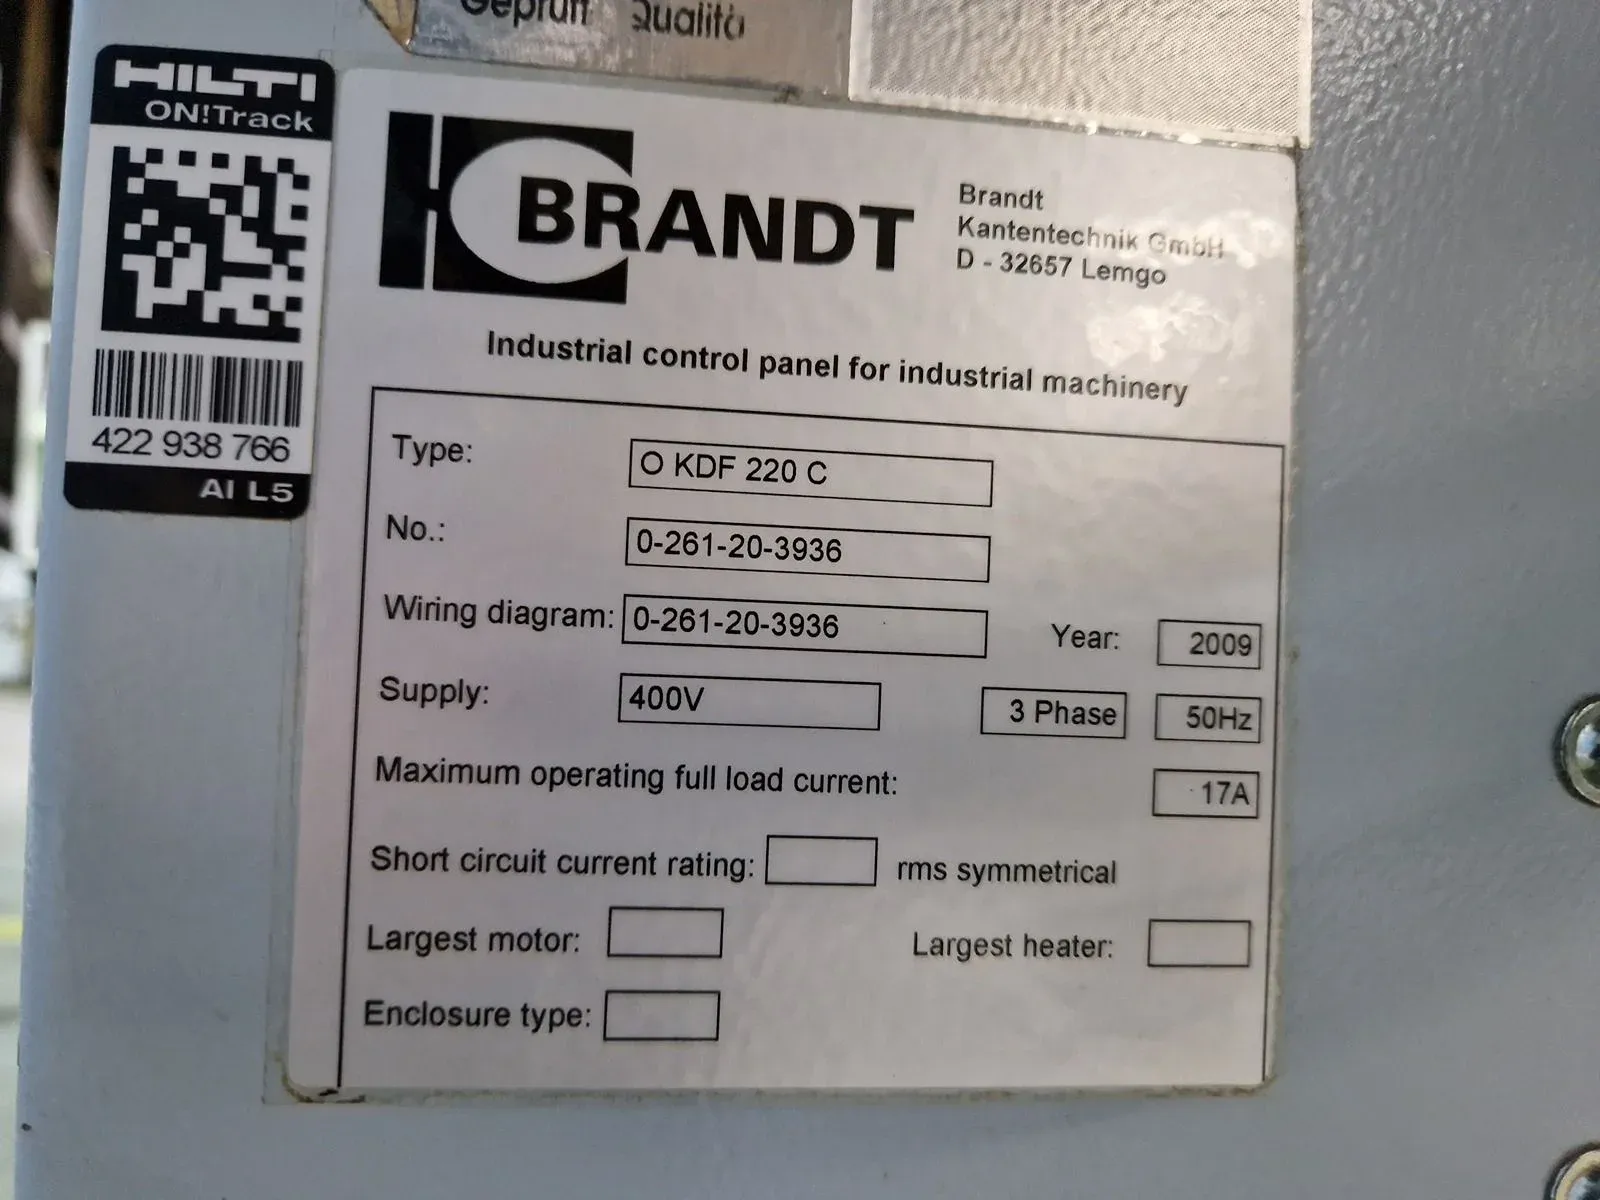 Geprüft Qualität
HILTI
ON!Track
422 938 766
AI L5
BRANDT
Brandt
Kantentechnik GmbH
D - 32657 Lemgo
Industrial control panel for industrial machinery
Type: O KDF 220 C
No.: 0-261-20-3936
Wiring diagram: 0-261-20-3936 Year: 2009
Supply: 400V 3 Phase 50Hz
Maximum operating full load current: 17A
Short circuit current rating: rms symmetrical
Largest motor: Largest heater:
Enclosure type: